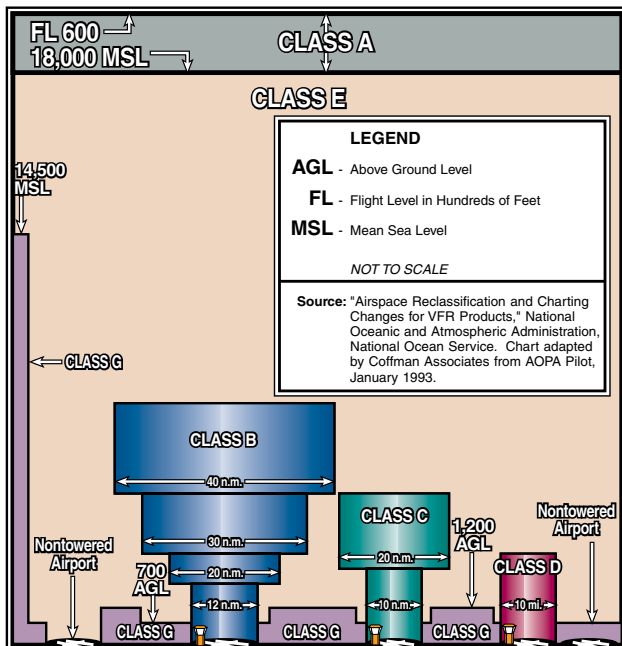 FL 600
18,000 MSL
CLASS A
CLASS E
LEGEND
AGL - Above Ground Level
FL - Flight Level in Hundreds of Feet
MSL - Mean Sea Level
NOT TO SCALE
Source: "Airspace Reclassification and Charting
Changes for VFR Products," National
Oceanic and Atmospheric Administration,
National Ocean Service. Chart adapted
by Coffman Associates from AOPA Pilot,
January 1993.
14,500
MSL
CLASS G
CLASS B
40 n.m.
30 n.m.
20 n.m.
12 n.m.
CLASS C
20 n.m.
10 n.m.
1,200
AGL
Nontowered
Airport
CLASS D
10 mi.
Nontowered
Airport
700
AGL
CLASS G
CLASS G
CLASS G